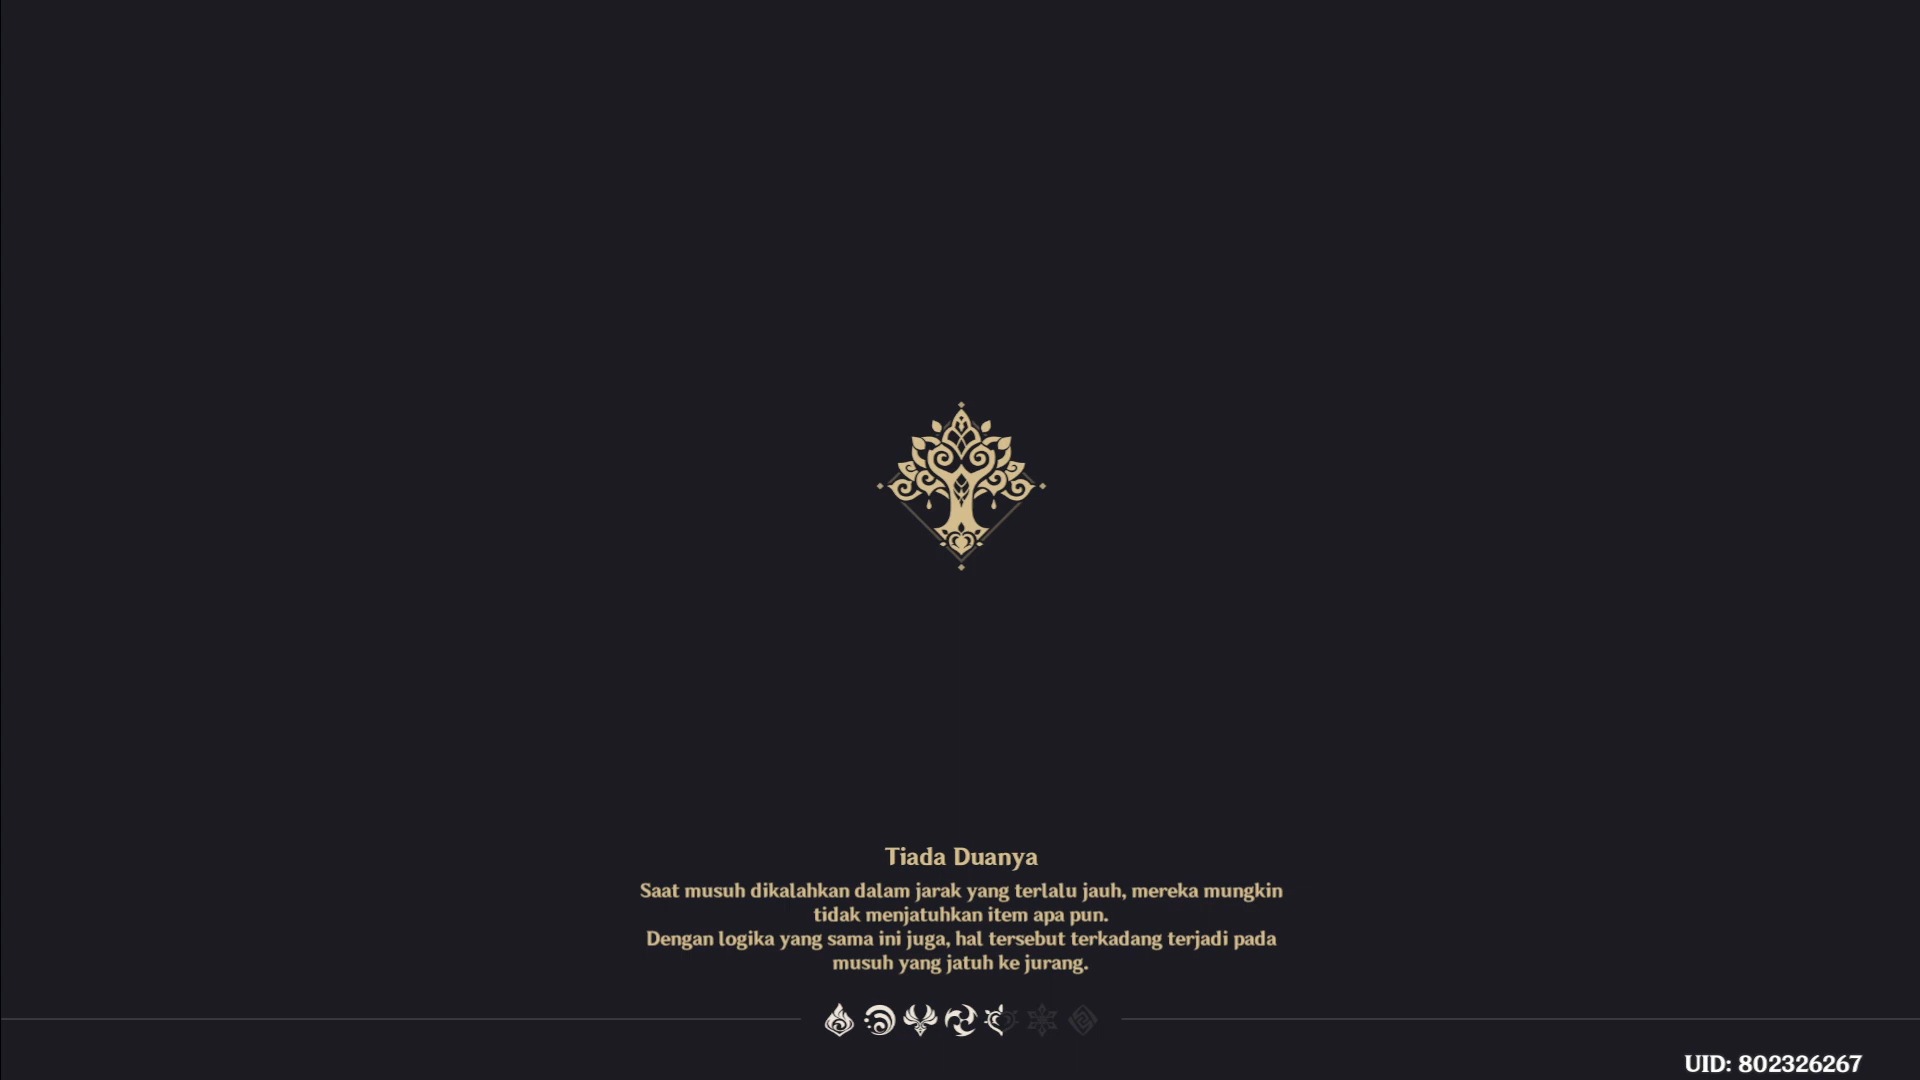 Tiada Duanya
Saat musuh dikalahkan dalam jarak yang terlalu jauh, mereka mungkin
tidak menjatuhkan item apa pun.
Dengan logika yang sama ini juga, hal tersebut terkadang terjadi pada
musuh yang jatuh ke jurang.
UID: 802326267